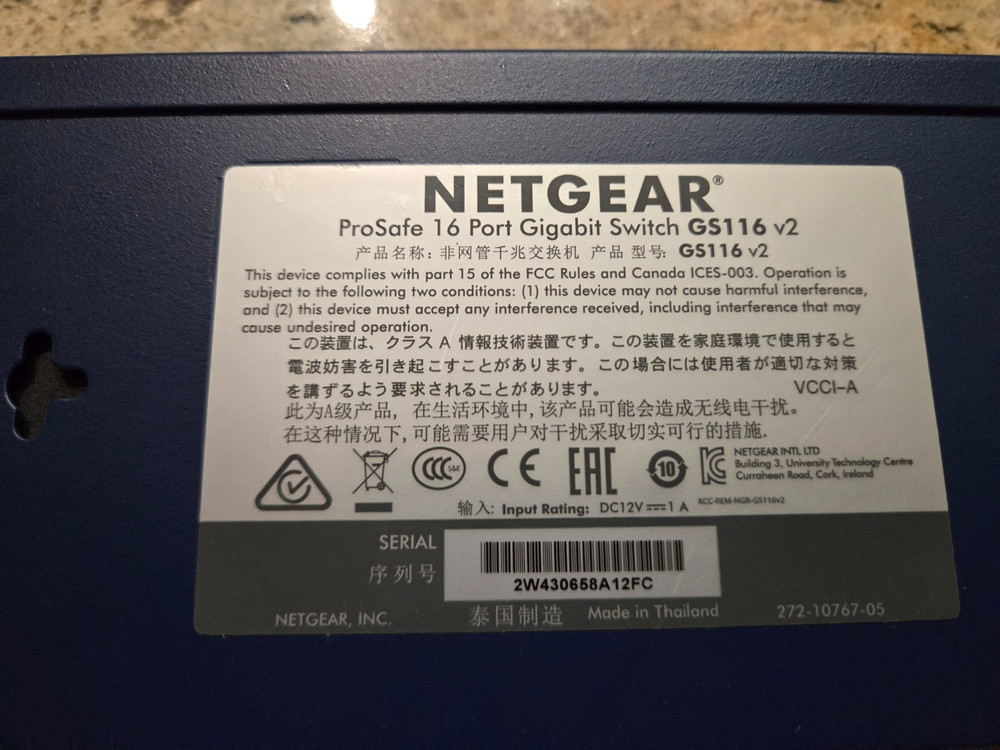 NETGEAR®
ProSafe 16 Port Gigabit Switch GS116 v2
产品名称：非网管千兆交换机 产品 型号: GS116 v2
This device complies with part 15 of the FCC Rules and Canada ICES-003. Operation is
subject to the following two conditions: (1) this device may not cause harmful interference,
and (2) this device must accept any interference received, including interference that may
cause undesired operation.
この装置は、クラス A 情報技術装置です。この装置を家庭環境で使用すると
電波妨害を引き起こすことがあります。この場合には使用者が適切な対策
を講ずるよう要求されることがあります。 VCCI-A
此为A级产品, 在生活环境中,该产品可能会造成无线电干扰。
在这种情况下,可能需要用户对干扰采取切实可行的措施.
CCC S&E CE EAC 10 KC
NETGEAR INTL LTD
Building 3, University Technology Centre
Curraheen Road, Cork, Ireland
KCC-REM-NGR-GS116v2
输入: Input Rating: DC12V⎓1 A
SERIAL
序列号
2W430658A12FC
NETGEAR, INC. 泰国制造 Made in Thailand 272-10767-05